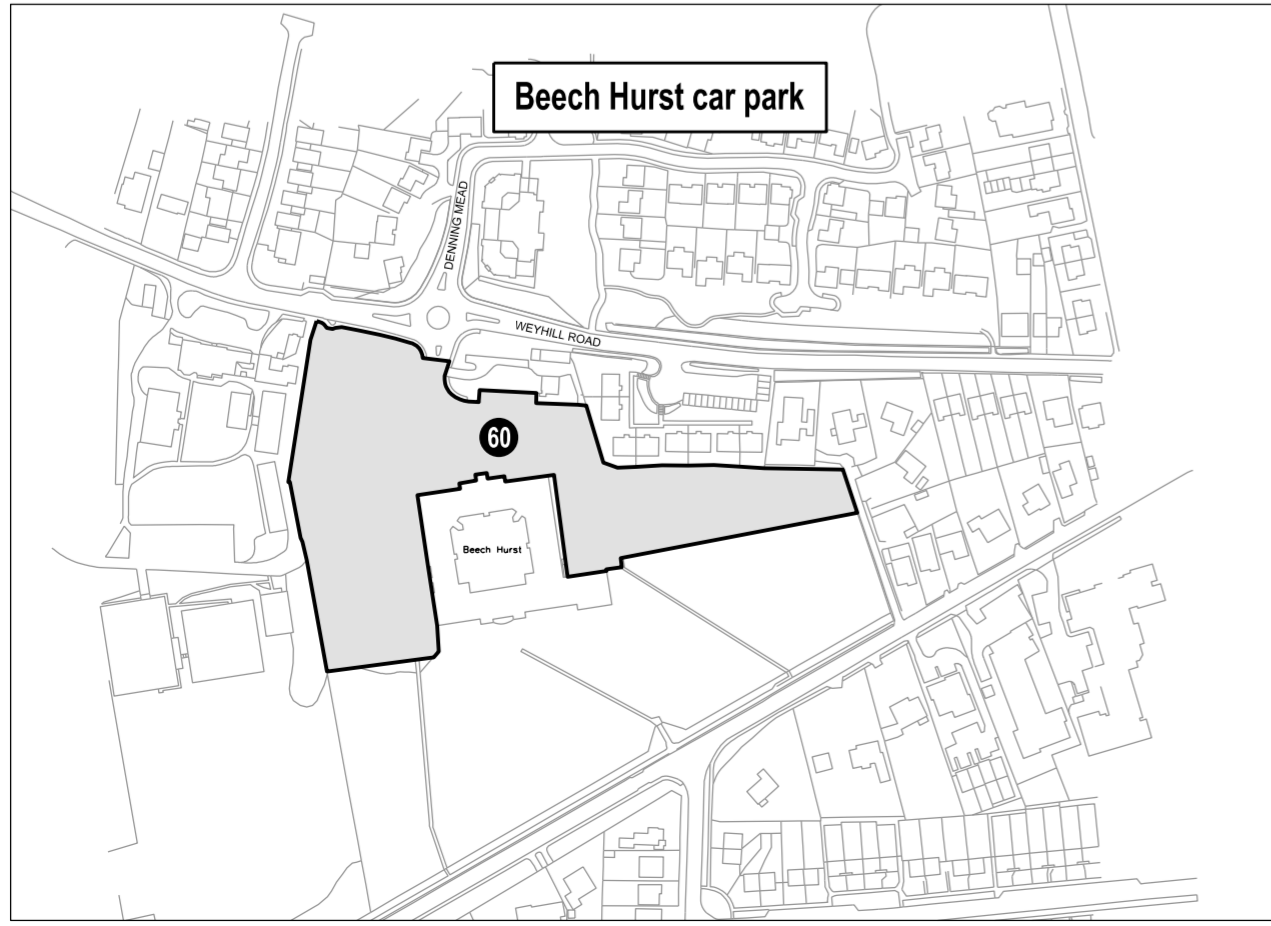 Beech Hurst car park
DENNING MEAD
WEYHILL ROAD
60
Beech Hurst